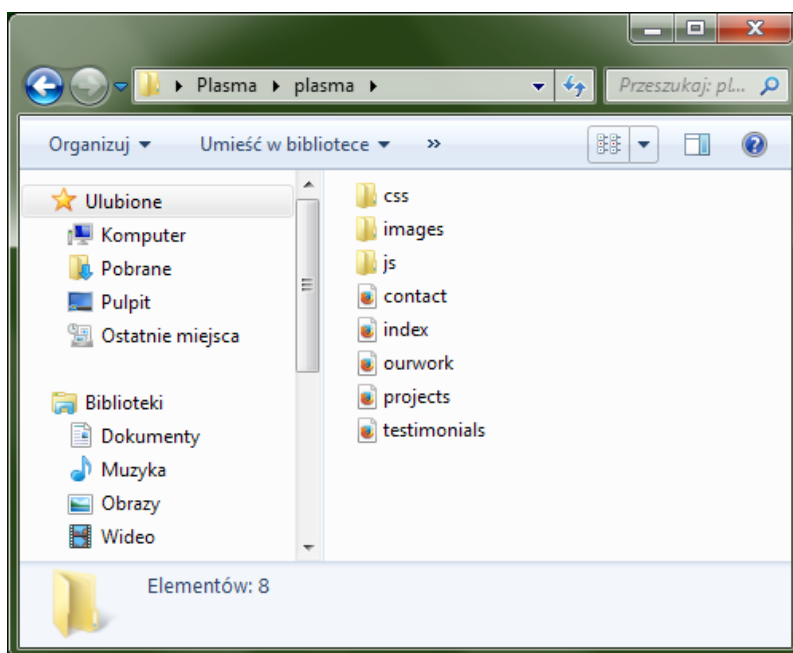 Plasma plasma
Przeszukaj: pl...
Organizuj Umieść w bibliotece »
Ulubione
Komputer
Pobrane
Pulpit
Ostatnie miejsca
Biblioteki
Dokumenty
Muzyka
Obrazy
Wideo
css
images
js
contact
index
ourwork
projects
testimonials
Elementów: 8